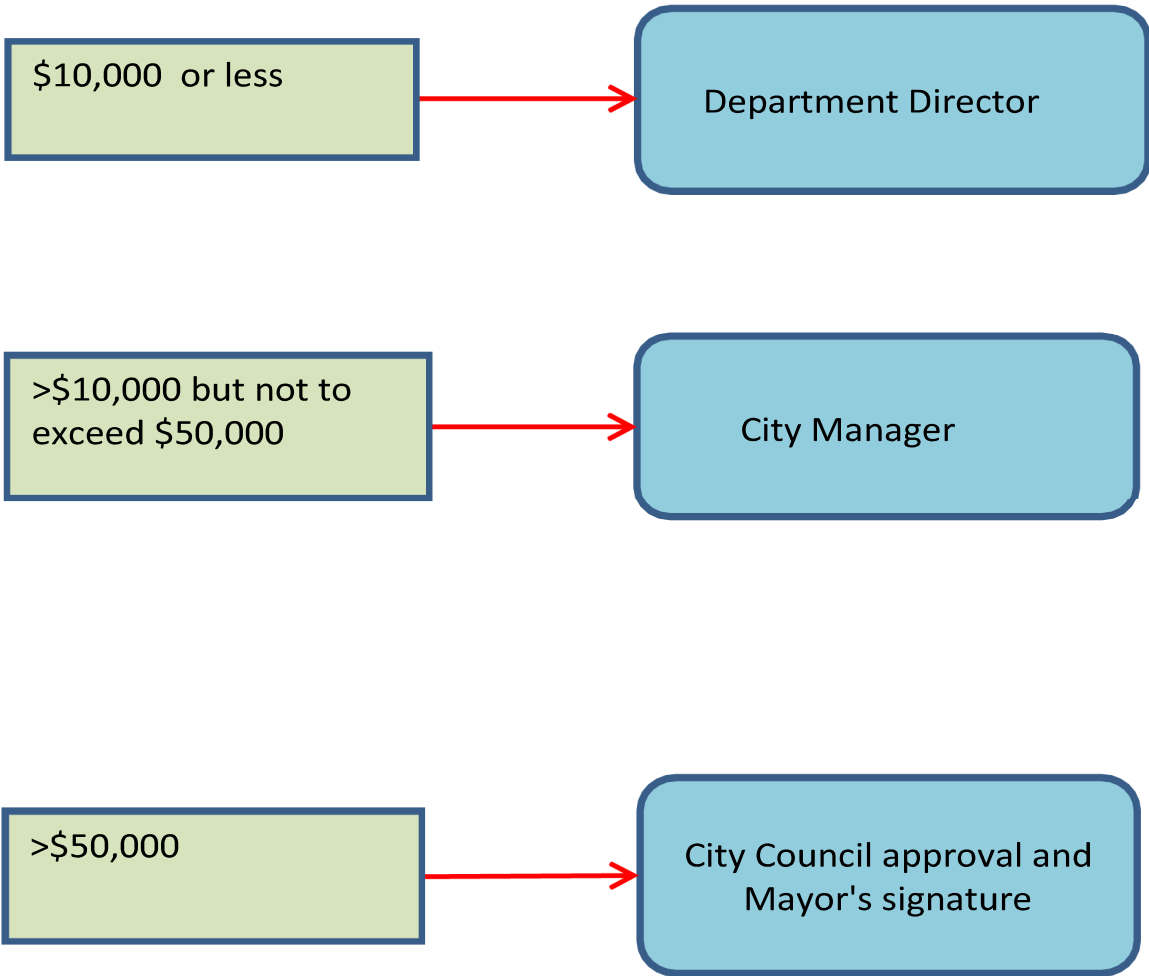 $10,000  or less
Department Director
>$10,000 but not to
exceed $50,000
City Manager
>$50,000
City Council approval and
Mayor's signature